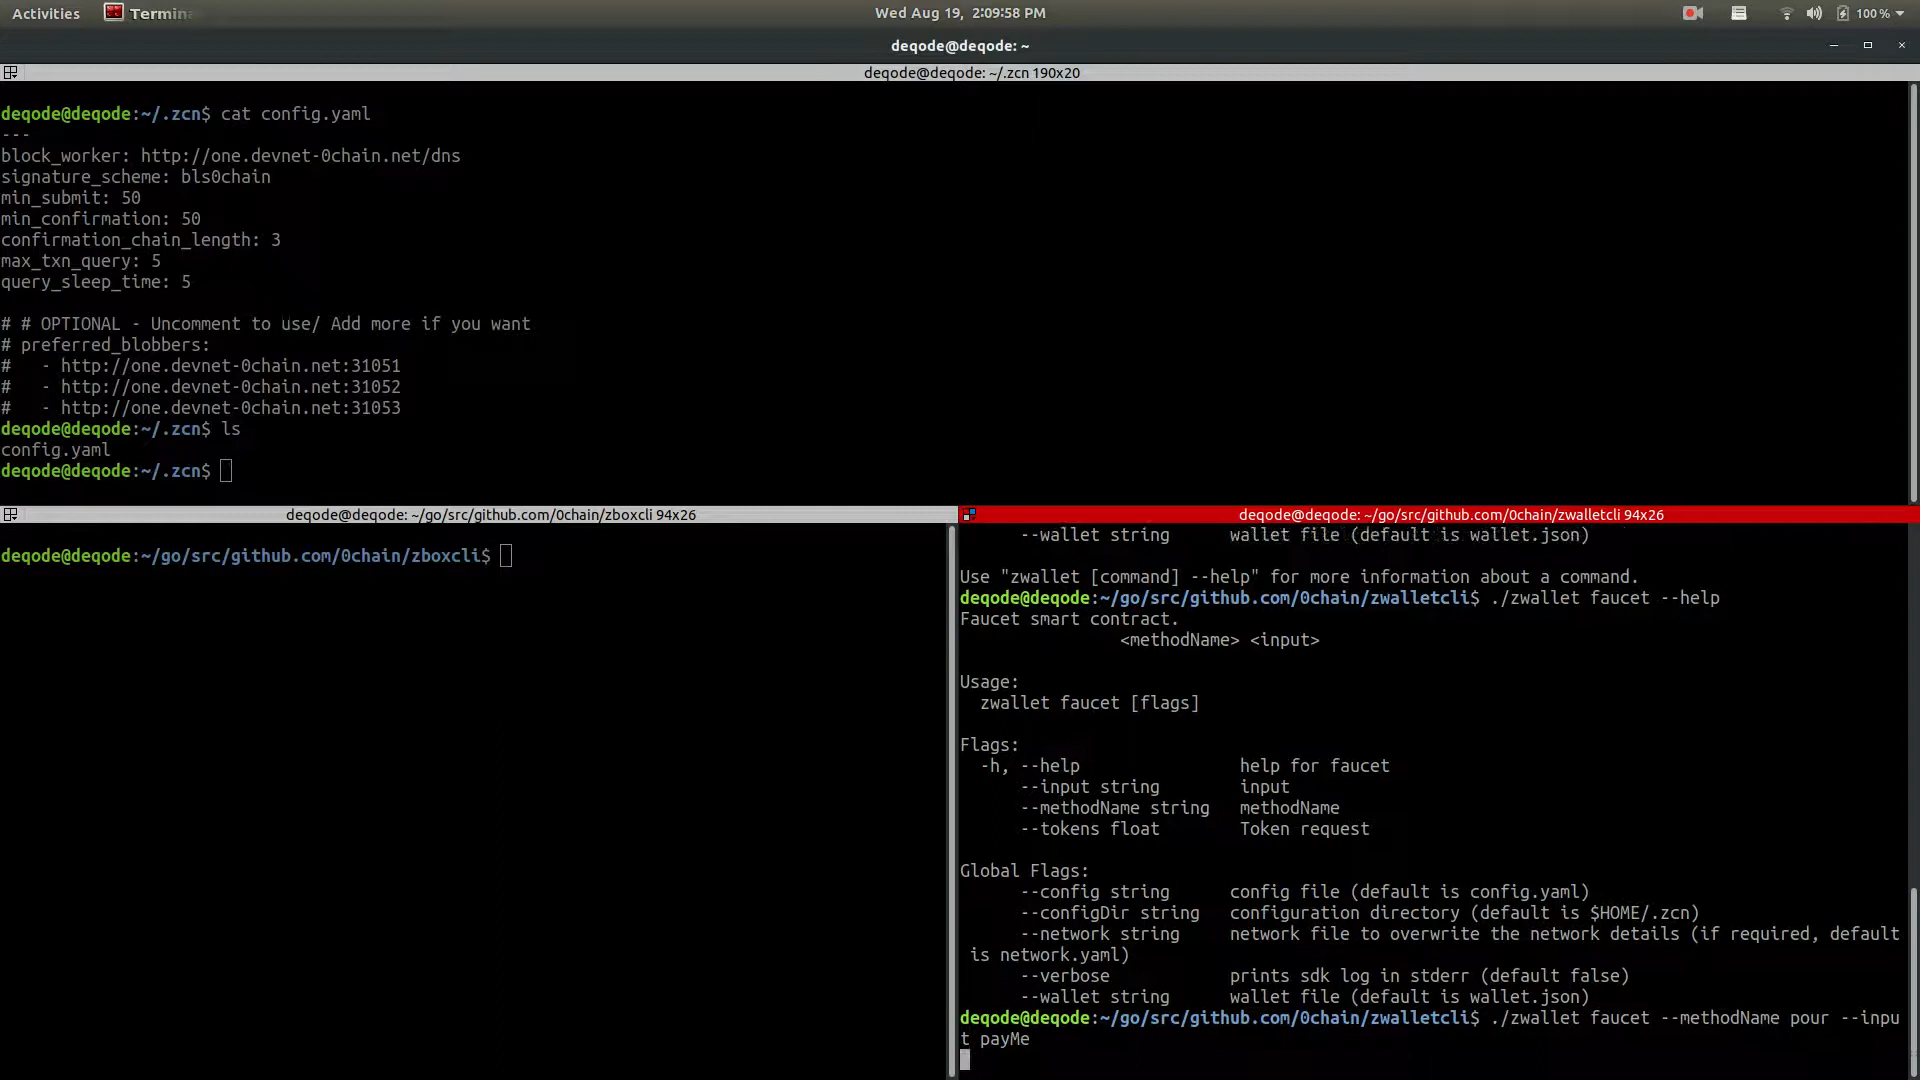 Activities
Termin
Wed Aug 19, 2:09:58 PM
100 %
deqode@deqode: ~
deqode@deqode: ~/.zcn 190x20
deqode@deqode:~/.zcn$ cat config.yaml
---
block_worker: http://one.devnet-0chain.net/dns
signature_scheme: bls0chain
min_submit: 50
min_confirmation: 50
confirmation_chain_length: 3
max_txn_query: 5
query_sleep_time: 5
# # OPTIONAL - Uncomment to use/ Add more if you want
# preferred_blobbers:
#   - http://one.devnet-0chain.net:31051
#   - http://one.devnet-0chain.net:31052
#   - http://one.devnet-0chain.net:31053
deqode@deqode:~/.zcn$ ls
config.yaml
deqode@deqode:~/.zcn$
deqode@deqode: ~/go/src/github.com/0chain/zboxcli 94x26
deqode@deqode:~/go/src/github.com/0chain/zboxcli$
deqode@deqode: ~/go/src/github.com/0chain/zwalletcli 94x26
      --wallet string      wallet file (default is wallet.json)
Use "zwallet [command] --help" for more information about a command.
deqode@deqode:~/go/src/github.com/0chain/zwalletcli$ ./zwallet faucet --help
Faucet smart contract.
                <methodName> <input>
Usage:
  zwallet faucet [flags]
Flags:
  -h, --help                help for faucet
      --input string        input
      --methodName string   methodName
      --tokens float        Token request
Global Flags:
      --config string      config file (default is config.yaml)
      --configDir string   configuration directory (default is $HOME/.zcn)
      --network string     network file to overwrite the network details (if required, default
 is network.yaml)
      --verbose            prints sdk log in stderr (default false)
      --wallet string      wallet file (default is wallet.json)
deqode@deqode:~/go/src/github.com/0chain/zwalletcli$ ./zwallet faucet --methodName pour --inpu
t payMe